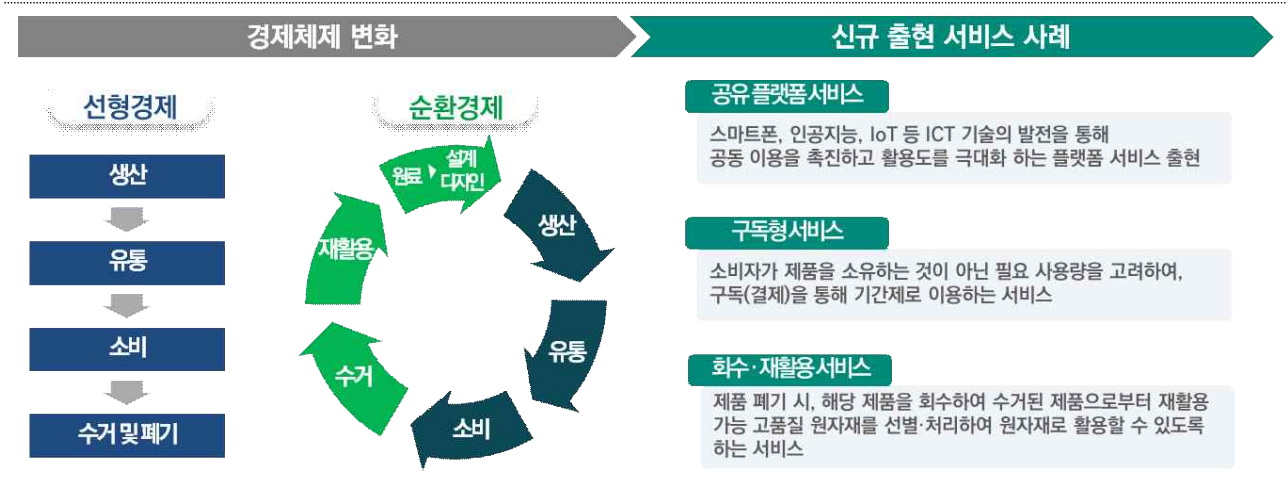 경제체제 변화
신규 출현 서비스 사례
선형경제
생산
유통
소비
수거 및 폐기
순환경제
원료
설계
디자인
생산
유통
소비
수거
재활용
공유 플랫폼 서비스
스마트폰, 인공지능, IoT 등 ICT 기술의 발전을 통해
공동 이용을 촉진하고 활용도를 극대화 하는 플랫폼 서비스 출현
구독형 서비스
소비자가 제품을 소유하는 것이 아닌 필요 사용량을 고려하여,
구독(결제)을 통해 기간제로 이용하는 서비스
회수·재활용 서비스
제품 폐기 시, 해당 제품을 회수하여 수거된 제품으로부터 재활용
가능 고품질 원자재를 선별·처리하여 원자재로 활용할 수 있도록
하는 서비스